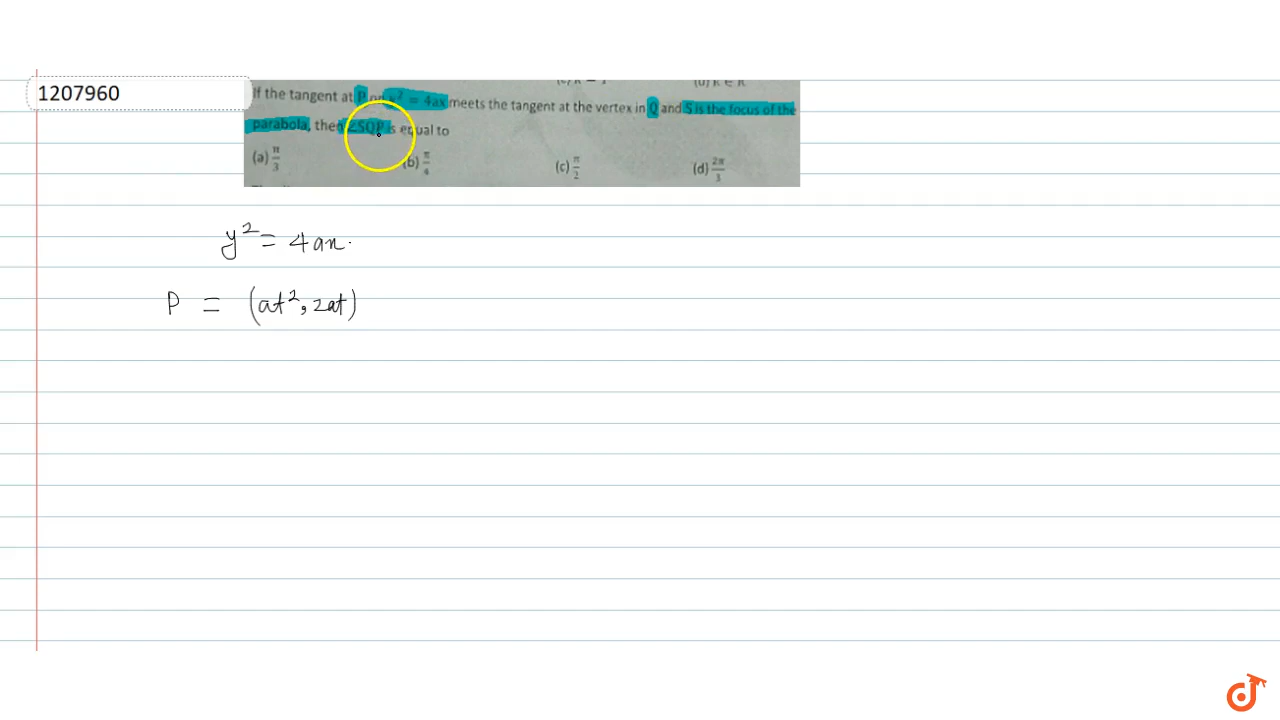 1207960
If the tangent at P on y² = 4ax meets the tangent at the vertex in Q and S is the focus of the
parabola, then ∠SQP is equal to
(a) π/3 (b) π/4 (c) π/2 (d) 2π/3
y² = 4ax.
P = (at², 2at)